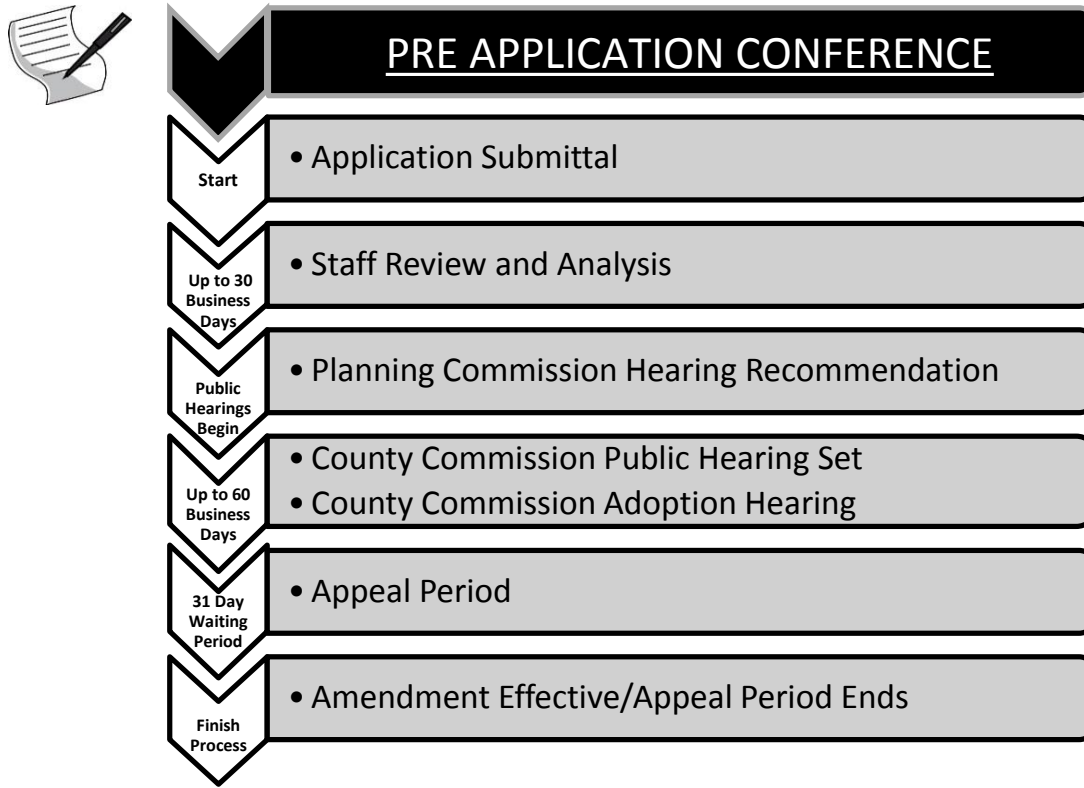 PRE APPLICATION CONFERENCE
Start
• Application Submittal
Up to 30
Business
Days
• Staff Review and Analysis
Public
Hearings
Begin
• Planning Commission Hearing Recommendation
Up to 60
Business
Days
• County Commission Public Hearing Set
• County Commission Adoption Hearing
31 Day
Waiting
Period
• Appeal Period
Finish
Process
• Amendment Effective/Appeal Period Ends